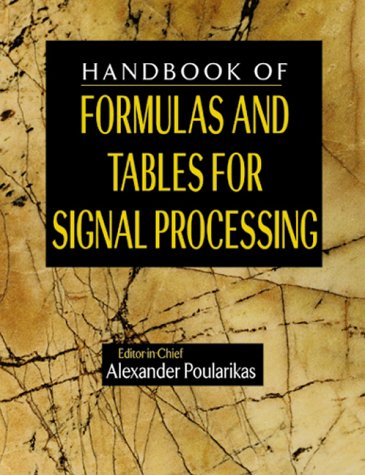 HANDBOOK OF
FORMULAS AND
TABLES FOR
SIGNAL PROCESSING
Editor-in-Chief
Alexander Poularikas